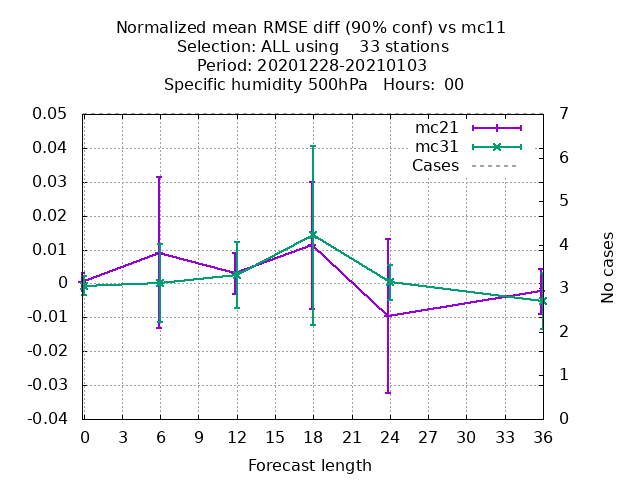 Normalized mean RMSE diff (90% conf) vs mc11
Selection: ALL using    33 stations
Period: 20201228-20210103
Specific humidity 500hPa   Hours: 00
0.05
0.04
0.03
0.02
0.01
0
-0.01
-0.02
-0.03
-0.04
mc21
mc31
Cases
7
6
5
4
3
2
1
0
No cases
0 3 6 9 12 15 18 21 24 27 30 33 36
Forecast length